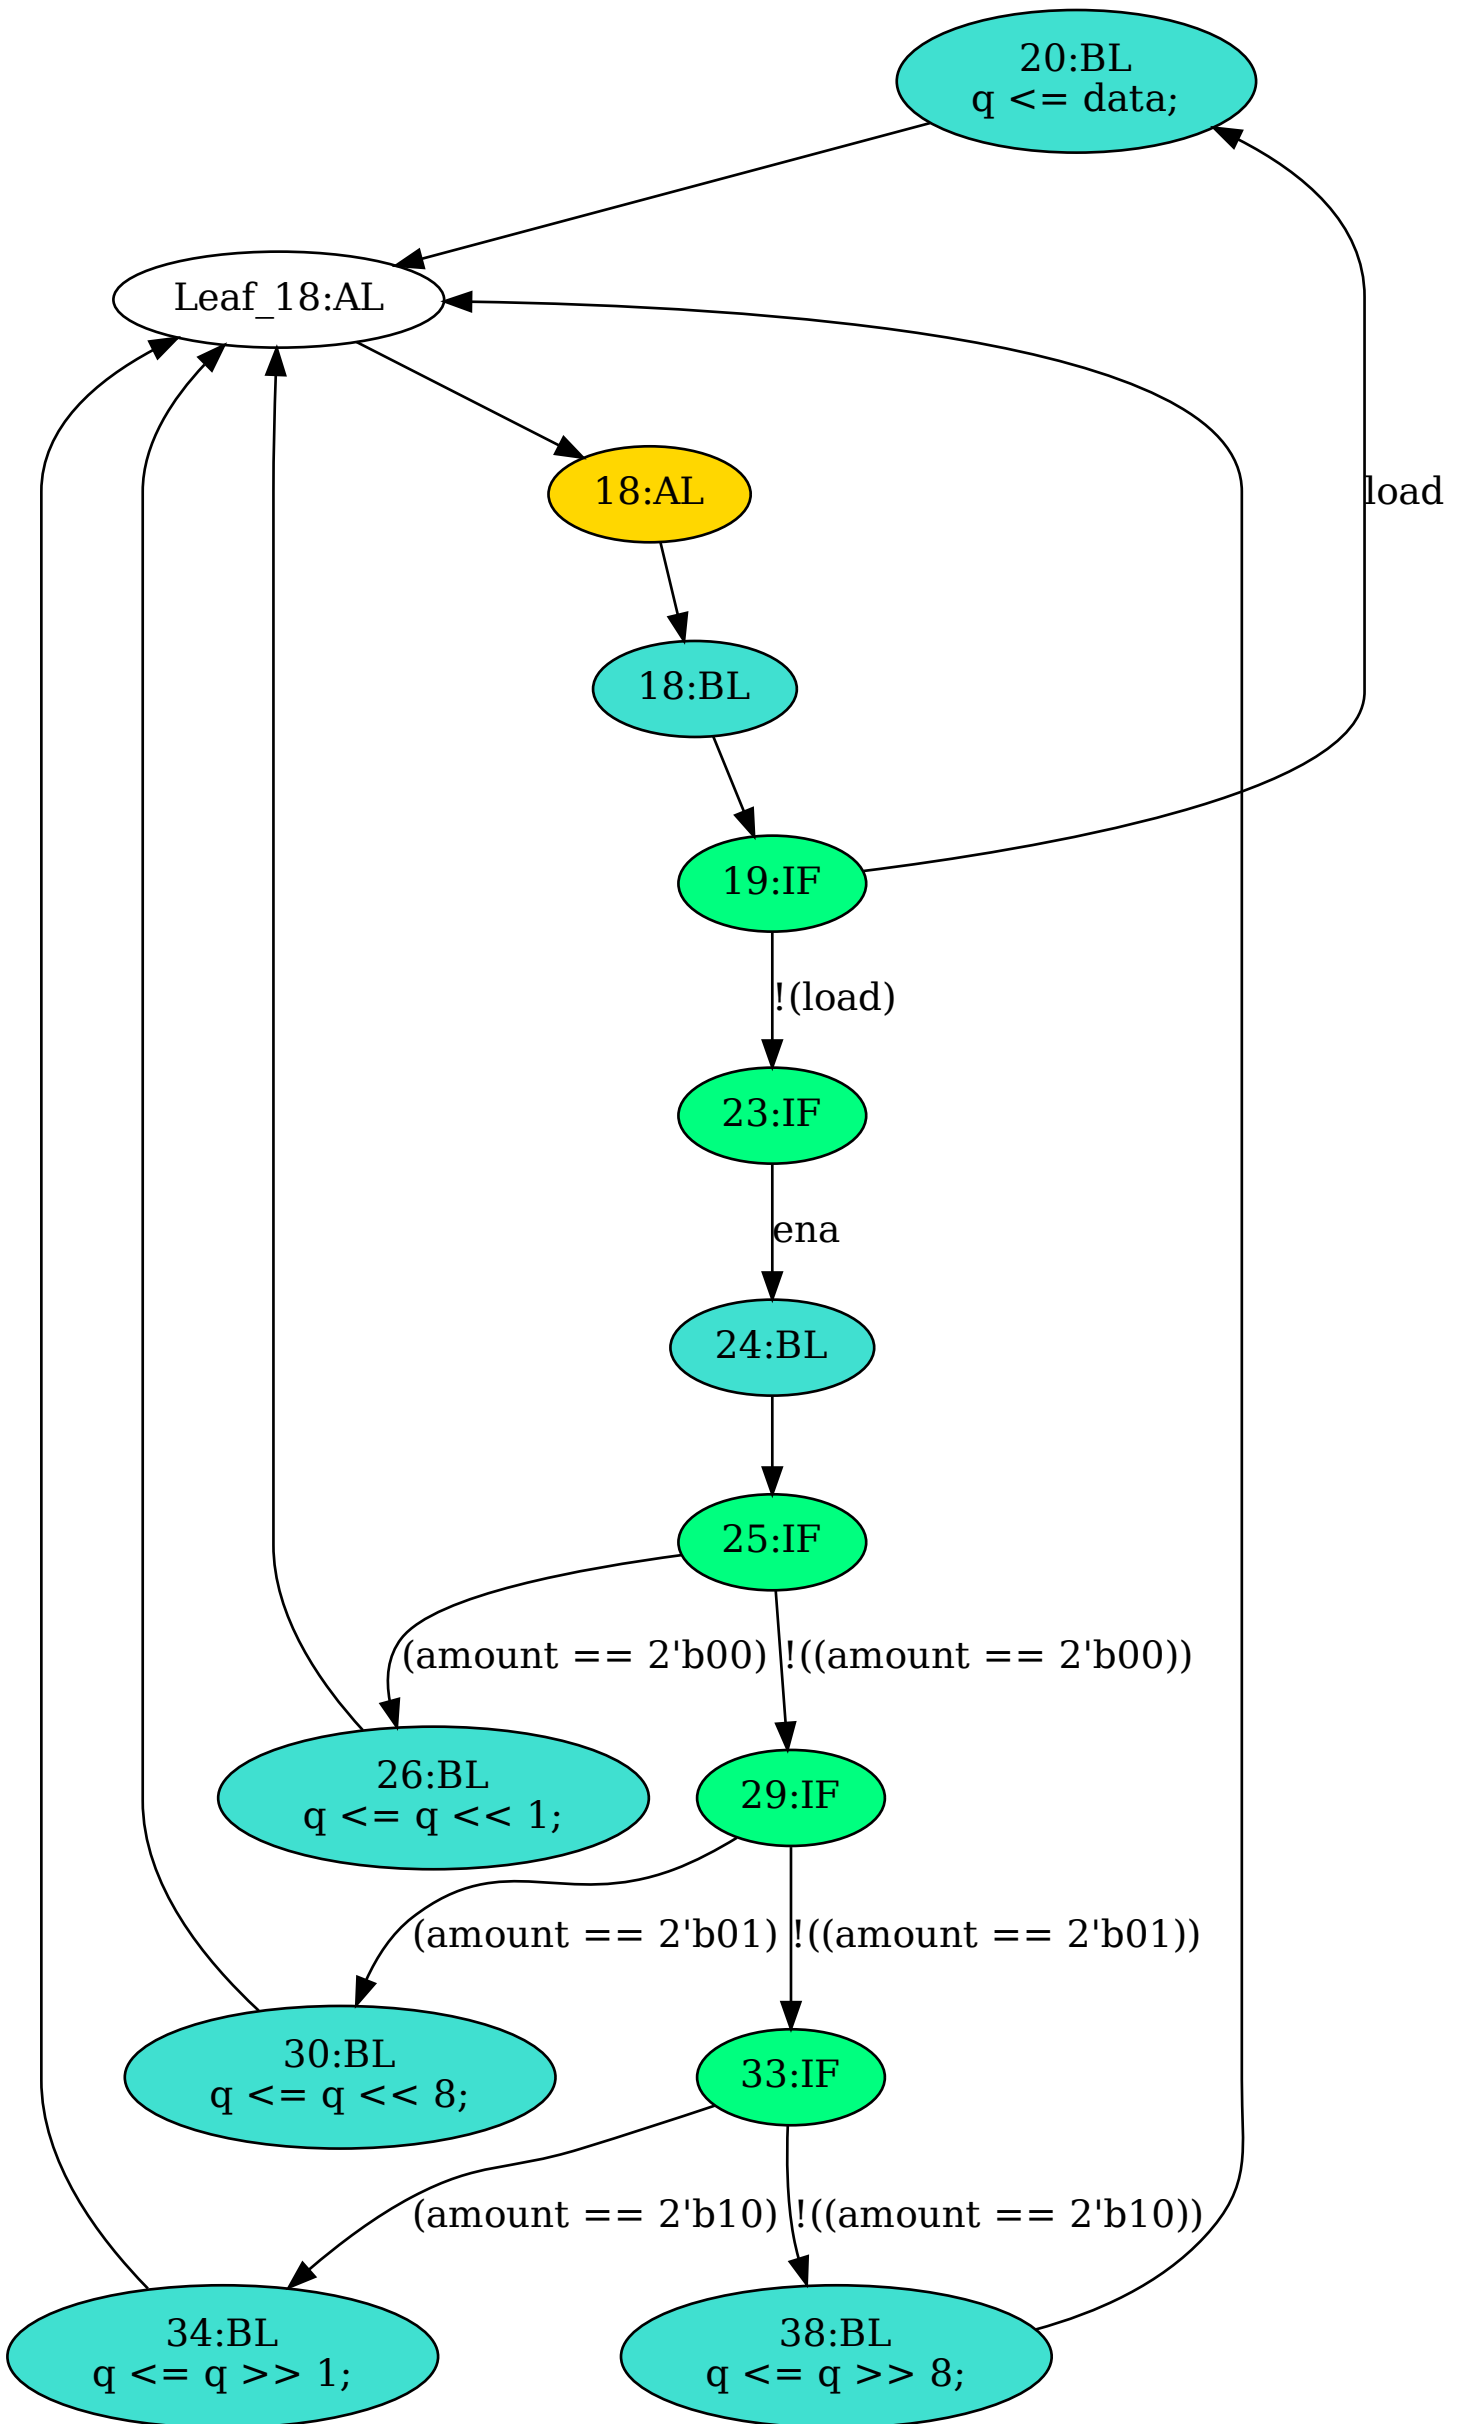 20:BL
q <= data;
Leaf_18:AL
18:AL
load
18:BL
19:IF
!(load)
23:IF
ena
24:BL
25:IF
(amount == 2'b00)
!((amount == 2'b00))
26:BL
q <= q << 1;
29:IF
(amount == 2'b01)
!((amount == 2'b01))
30:BL
q <= q << 8;
33:IF
(amount == 2'b10)
!((amount == 2'b10))
34:BL
q <= q >> 1;
38:BL
q <= q >> 8;